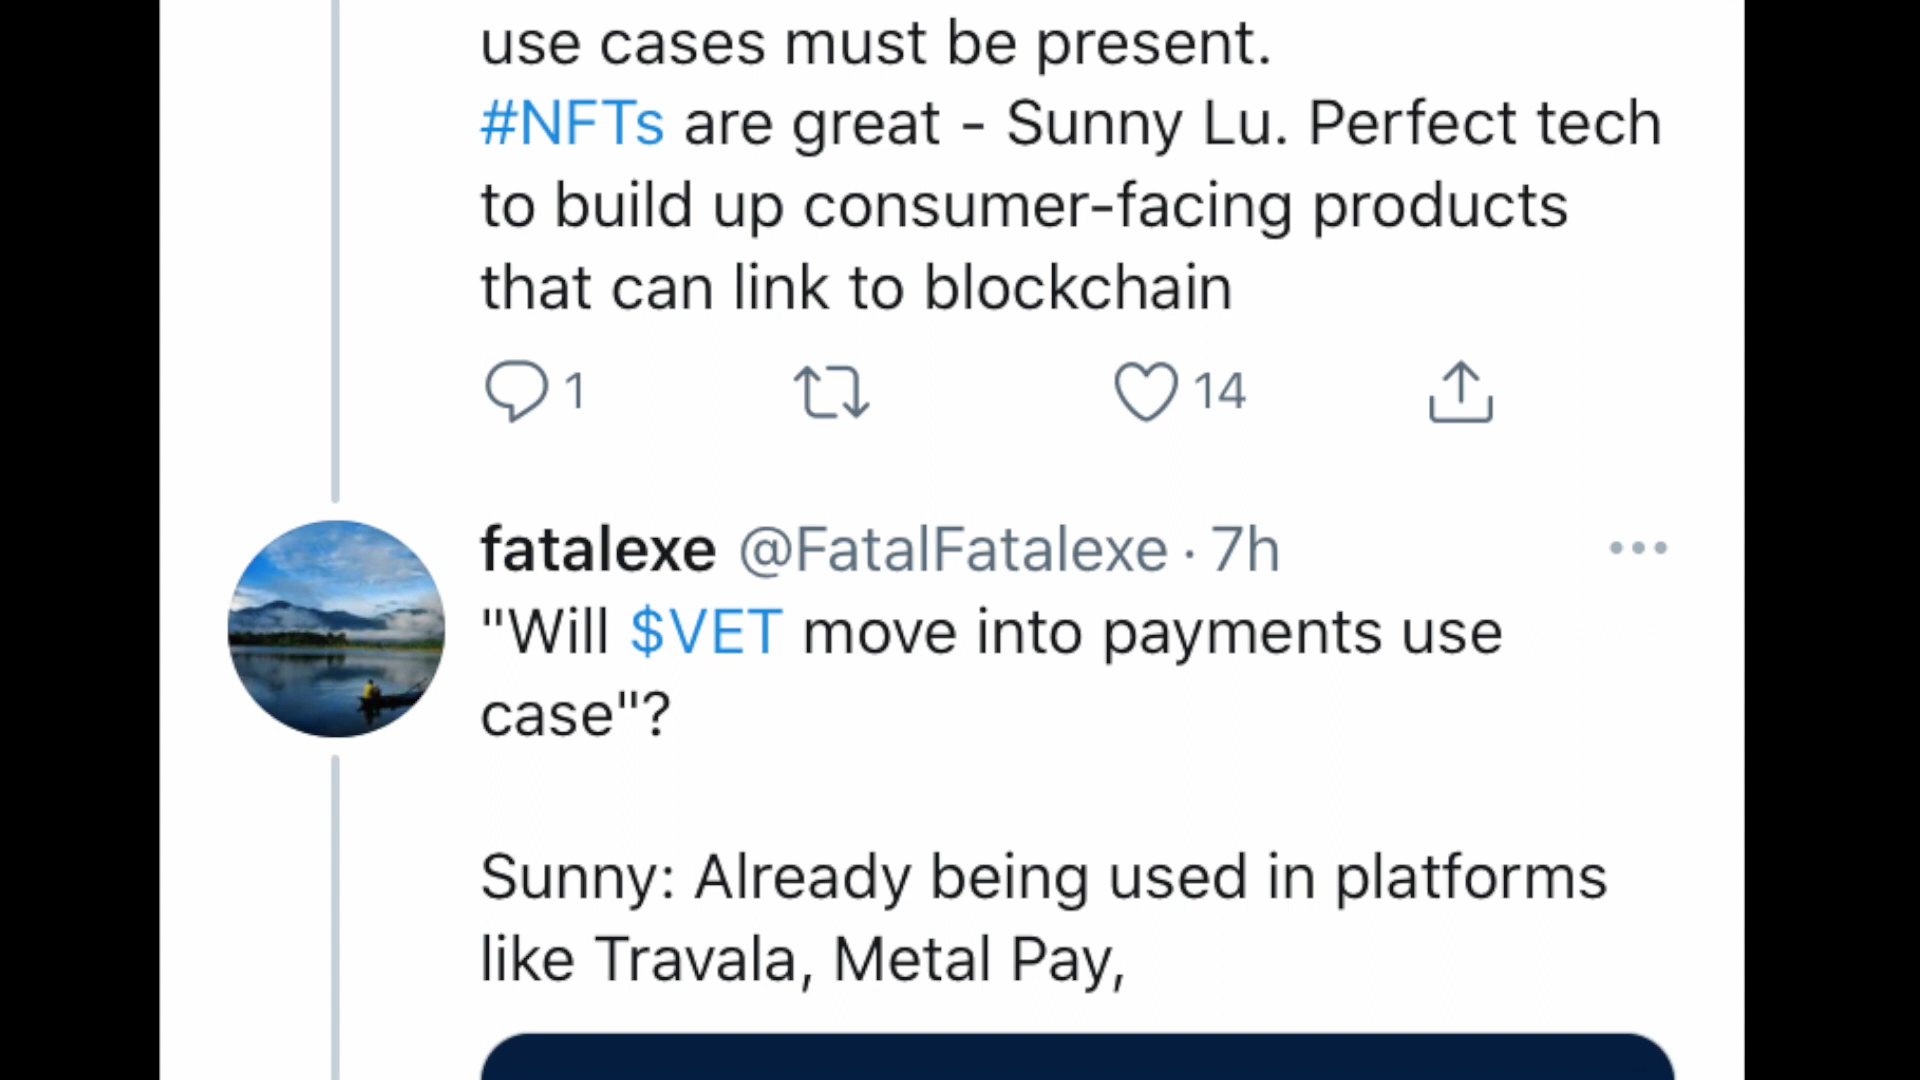 use cases must be present.
#NFTs are great - Sunny Lu. Perfect tech
to build up consumer-facing products
that can link to blockchain
1 14
fatalexe @FatalFatalexe · 7h
"Will $VET move into payments use
case"?
Sunny: Already being used in platforms
like Travala, Metal Pay,